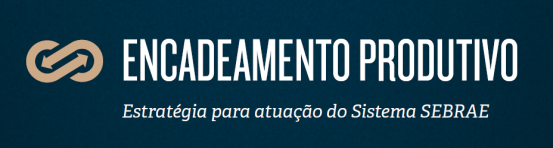 ENCADEAMENTO PRODUTIVO
Estratégia para atuação do Sistema SEBRAE